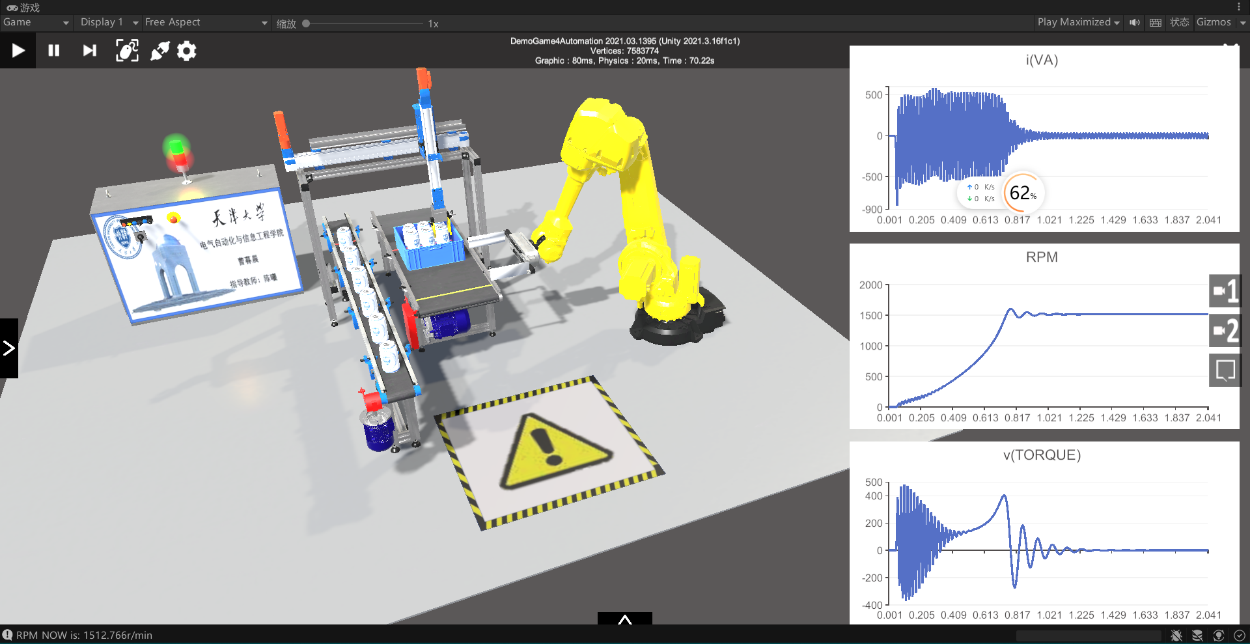 游戏
Game
Display 1
Free Aspect
缩放
1x
Play Maximized
状态
Gizmos
DemoGame4Automation 2021.03.1395 (Unity 2021.3.16f1c1)
Vertices: 7583774
Graphic : 80ms, Physics : 20ms, Time : 70.22s
天津大学
电气自动化与信息工程学院
指导教师：陈曦
i(VA)
500
0
-500
-900
0.001 0.205 0.409 0.613 0.817 1.021 1.225 1.429 1.633 1.837 2.041
↑ 0 K/s
↓ 0 K/s
62%
RPM
2000
1500
1000
500
0
0.001 0.205 0.409 0.613 0.817 1.021 1.225 1.429 1.633 1.837 2.041
1
2
v(TORQUE)
500
400
200
0
-200
-400
0.001 0.205 0.409 0.613 0.817 1.021 1.225 1.429 1.633 1.837 2.041
RPM NOW is: 1512.766r/min